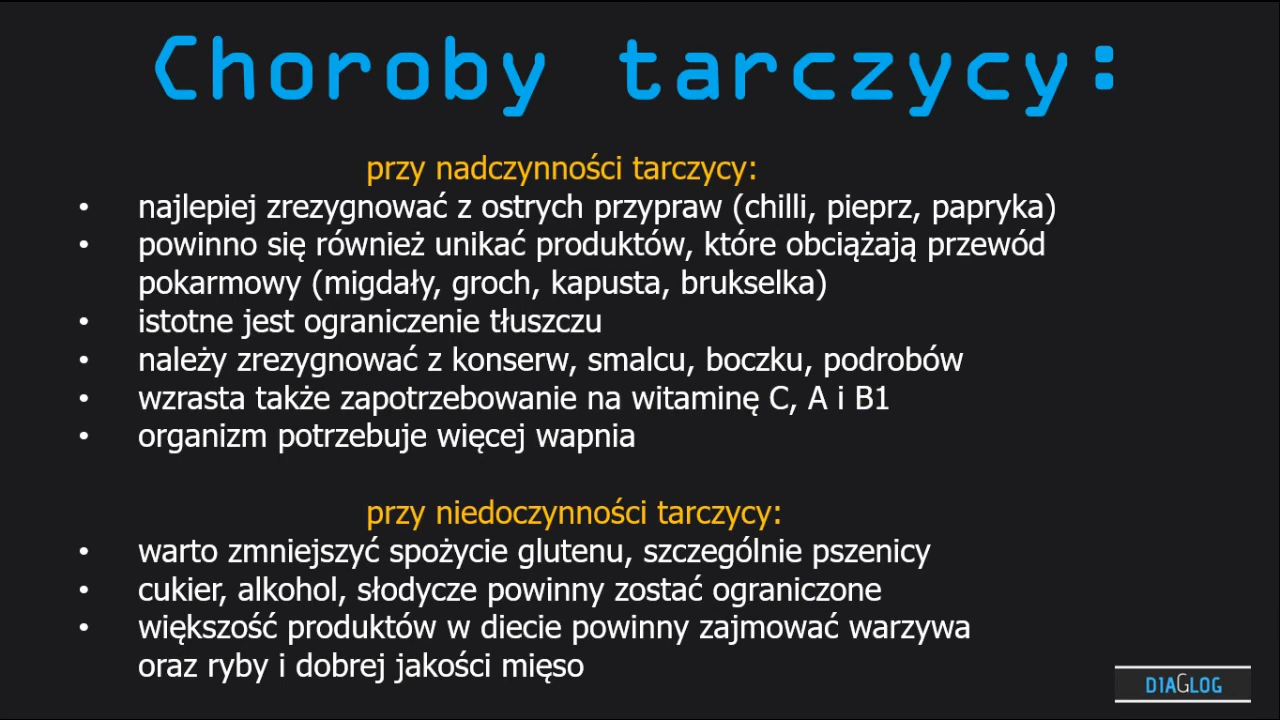 Choroby tarczycy:
przy nadczynności tarczycy:
• najlepiej zrezygnować z ostrych przypraw (chilli, pieprz, papryka)
• powinno się również unikać produktów, które obciążają przewód
pokarmowy (migdały, groch, kapusta, brukselka)
• istotne jest ograniczenie tłuszczu
• należy zrezygnować z konserw, smalcu, boczku, podrobów
• wzrasta także zapotrzebowanie na witaminę C, A i B1
• organizm potrzebuje więcej wapnia
przy niedoczynności tarczycy:
• warto zmniejszyć spożycie glutenu, szczególnie pszenicy
• cukier, alkohol, słodycze powinny zostać ograniczone
• większość produktów w diecie powinny zajmować warzywa
oraz ryby i dobrej jakości mięso
DIAGLOG